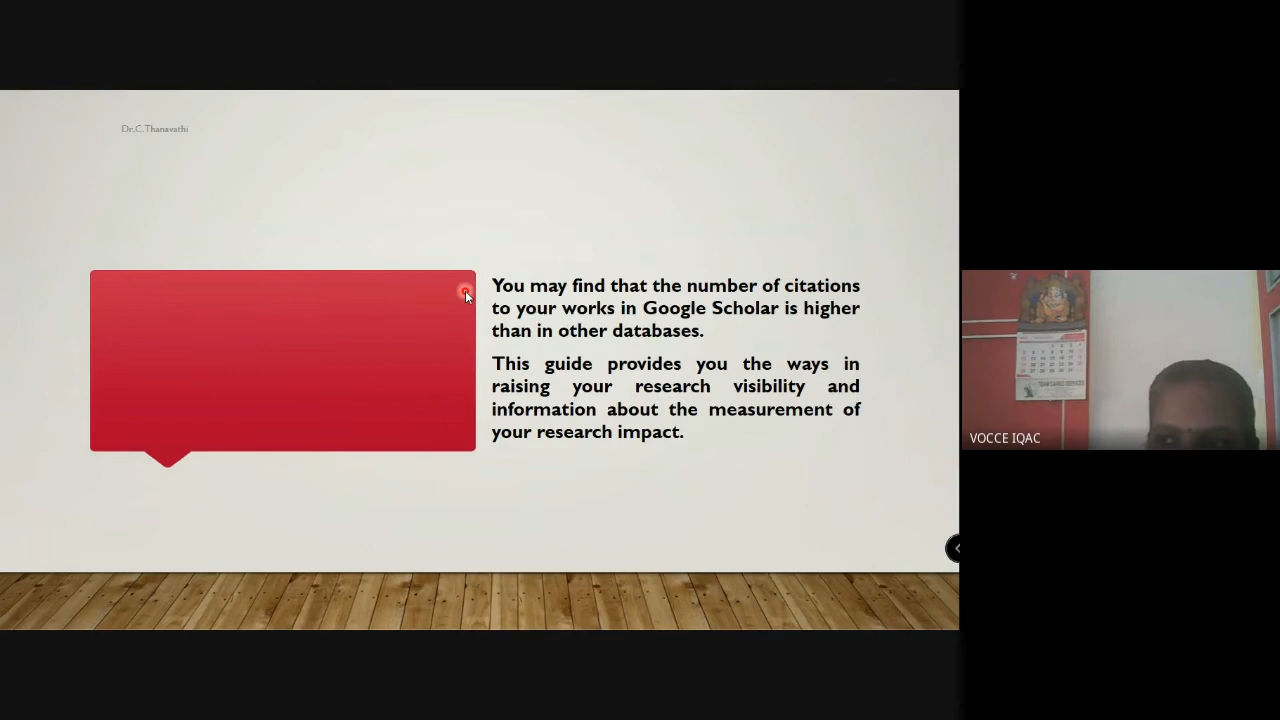 Dr.C.Thanavathi
You may find that the number of citations
to your works in Google Scholar is higher
than in other databases.
This guide provides you the ways in
raising your research visibility and
information about the measurement of
your research impact.
VOCCE IQAC